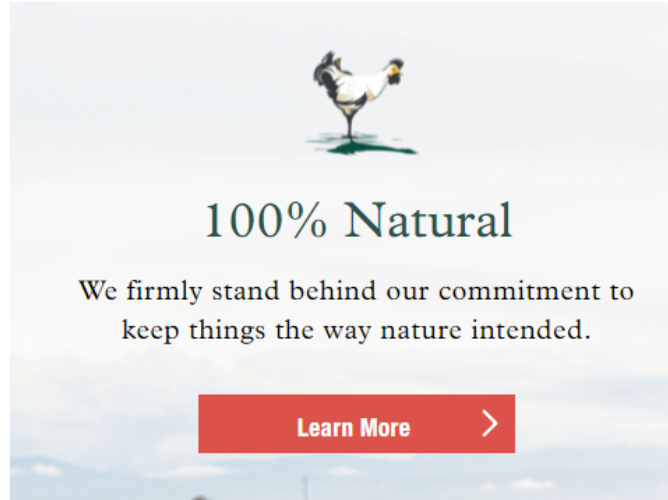 100% Natural
We firmly stand behind our commitment to
keep things the way nature intended.
Learn More